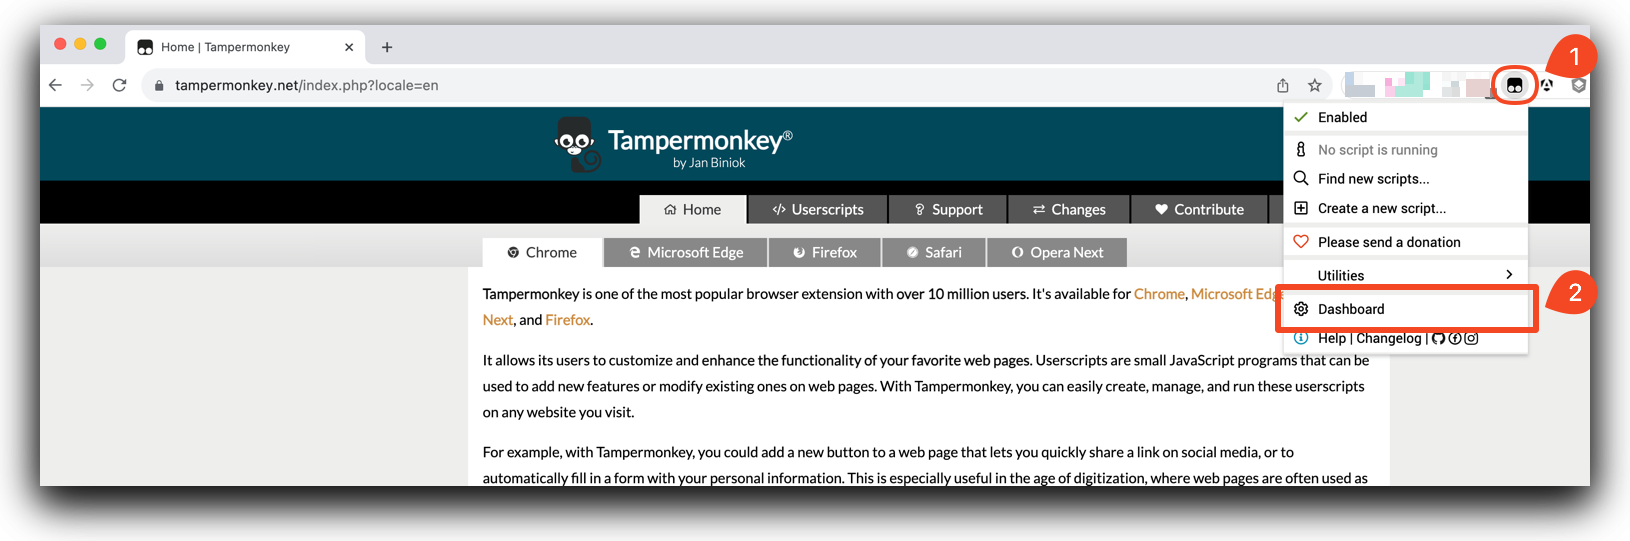 Home | Tampermonkey
1
tampermonkey.net/index.php?locale=en
Enabled
Tampermonkey®
by Jan Biniok
No script is running
Find new scripts...
Create a new script...
Home
Userscripts
Support
Changes
Contribute
Please send a donation
Chrome
Microsoft Edge
Firefox
Safari
Opera Next
Utilities
2
Dashboard
Help | Changelog |
Tampermonkey is one of the most popular browser extension with over 10 million users. It's available for Chrome, Microsoft Edge
Next, and Firefox.
It allows its users to customize and enhance the functionality of your favorite web pages. Userscripts are small JavaScript programs that can be
used to add new features or modify existing ones on web pages. With Tampermonkey, you can easily create, manage, and run these userscripts
on any website you visit.
For example, with Tampermonkey, you could add a new button to a web page that lets you quickly share a link on social media, or to
automatically fill in a form with your personal information. This is especially useful in the age of digitization, where web pages are often used as